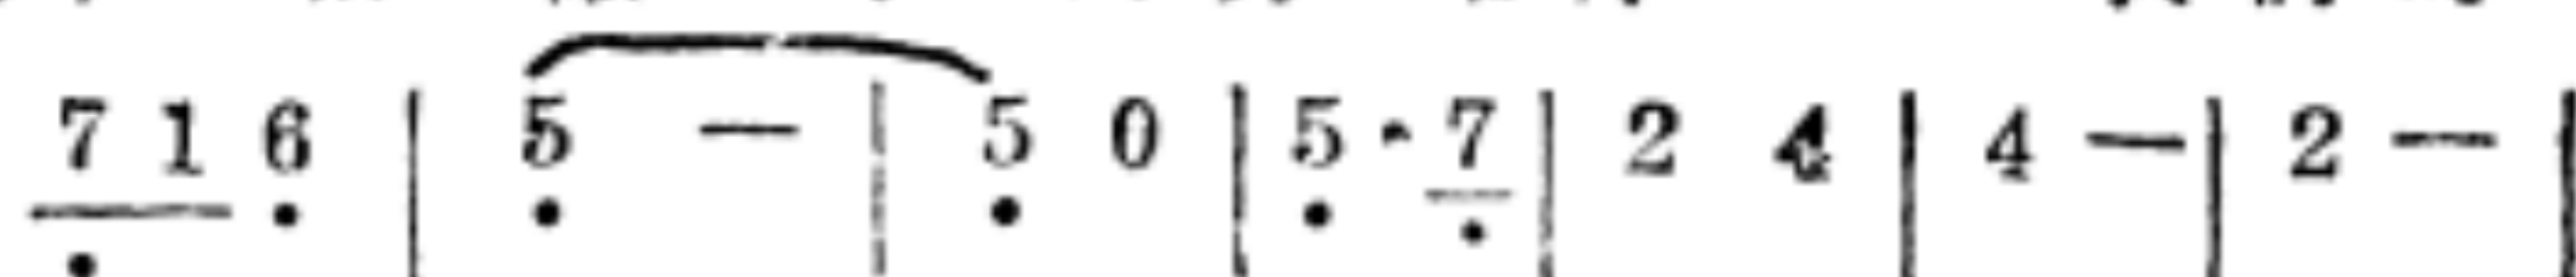 7 1 6 | 5 — | 5 0 | 5 · 7 | 2 4 | 4 — | 2 — |